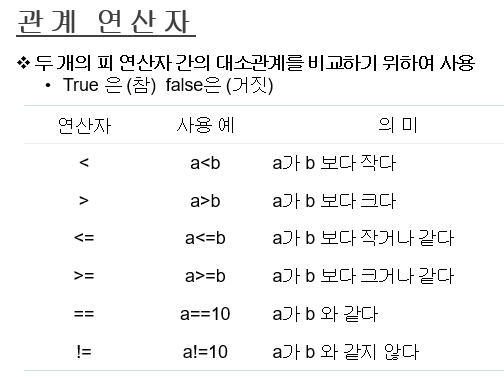 관계 연산자
❖ 두 개의 피 연산자 간의 대소관계를 비교하기 위하여 사용
• True 은 (참) false은 (거짓)
연산자 사용 예 의 미
< a<b a가 b 보다 작다
> a>b a가 b 보다 크다
<= a<=b a가 b 보다 작거나 같다
>= a>=b a가 b 보다 크거나 같다
== a==10 a가 b 와 같다
!= a!=10 a가 b 와 같지 않다